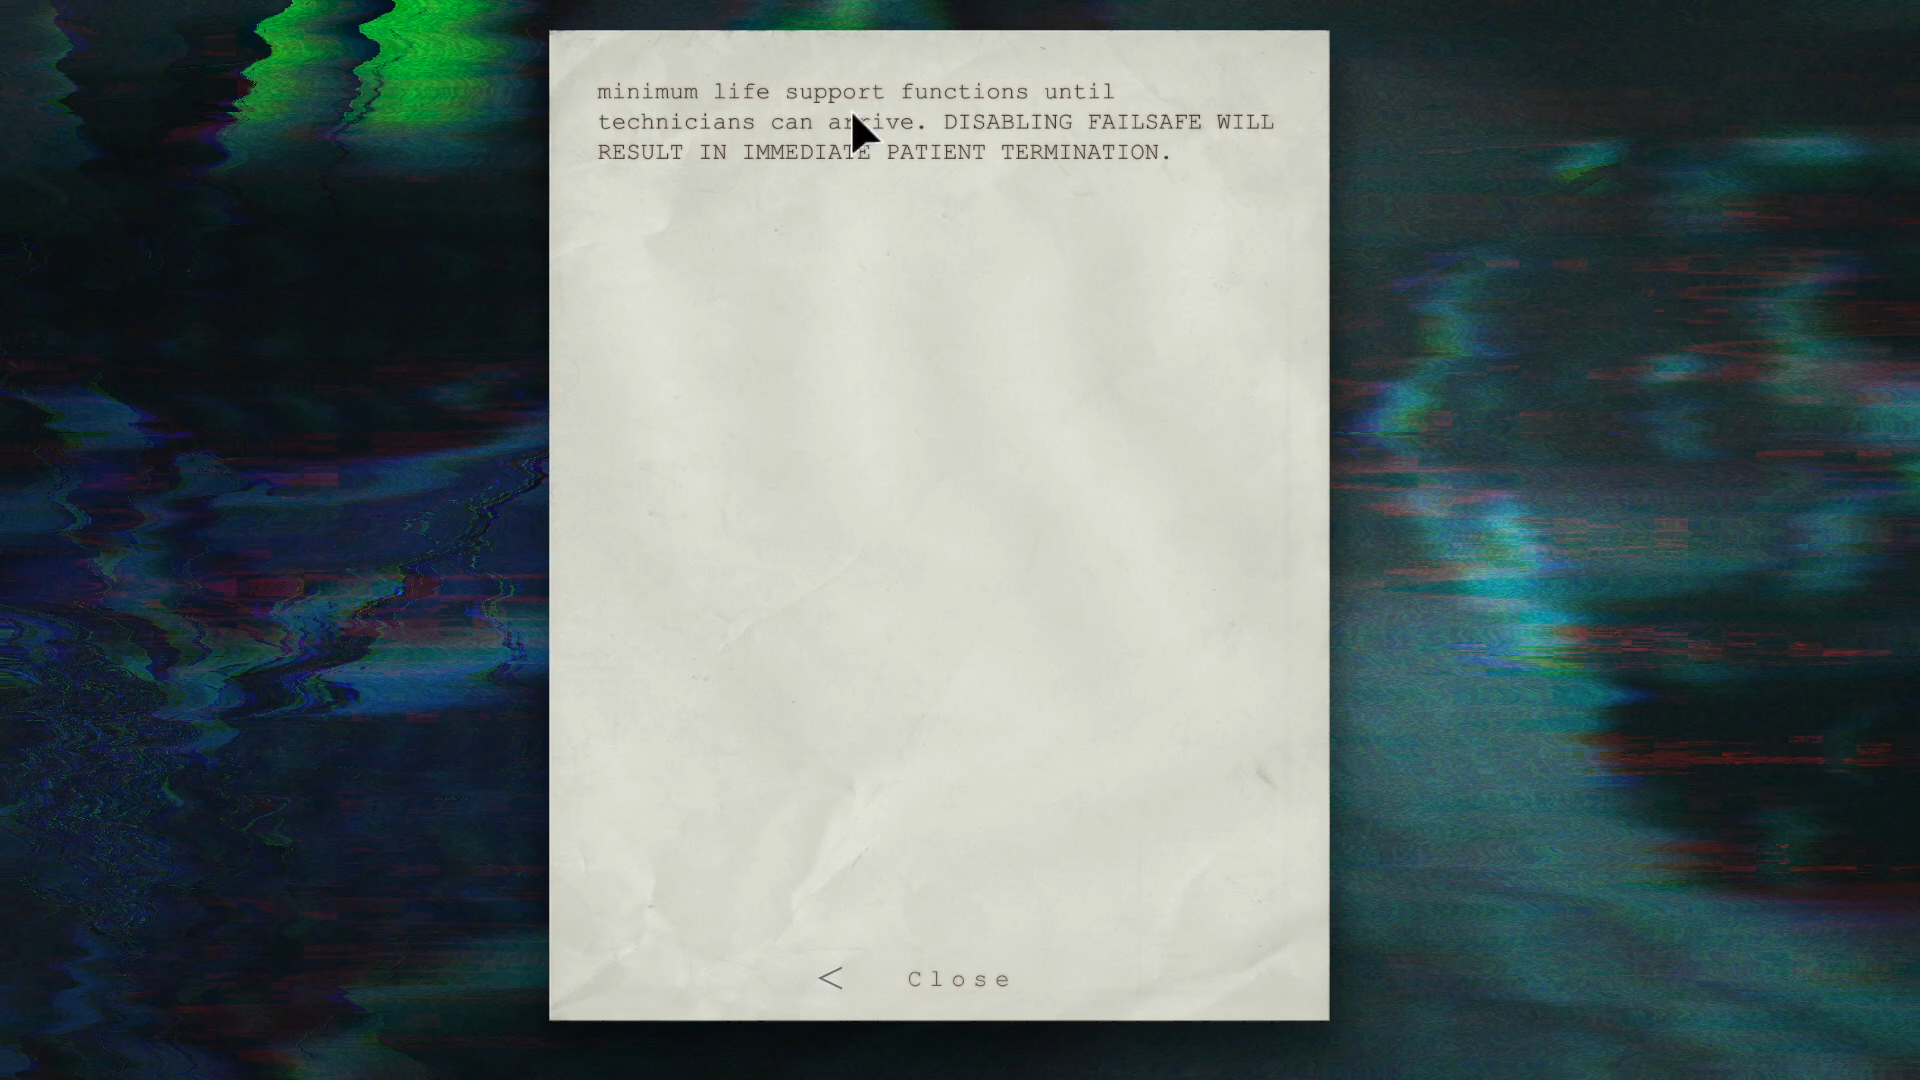 minimum life support functions until
technicians can arrive. DISABLING FAILSAFE WILL
RESULT IN IMMEDIATE PATIENT TERMINATION.
< Close